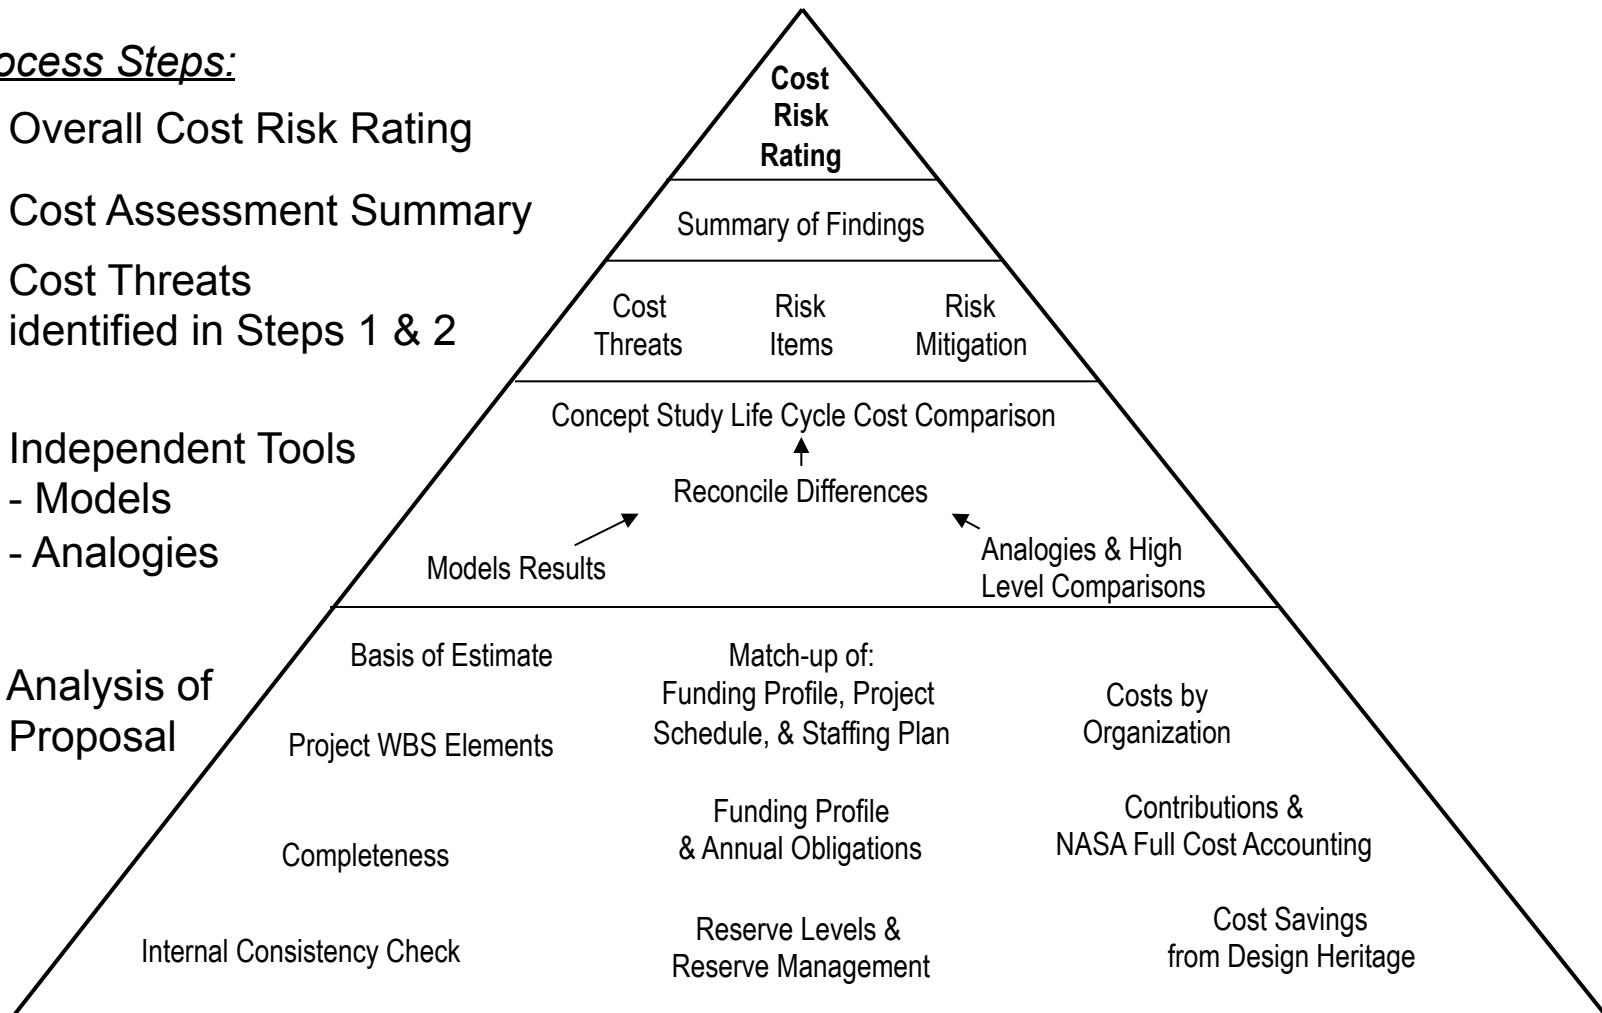 ocess Steps:
Overall Cost Risk Rating
Cost Assessment Summary
Cost Threats
identified in Steps 1 & 2
Independent Tools
- Models
- Analogies
Analysis of
Proposal
Cost
Risk
Rating
Summary of Findings
Cost
Threats
Risk
Items
Risk
Mitigation
Concept Study Life Cycle Cost Comparison
Reconcile Differences
Models Results
Analogies & High
Level Comparisons
Basis of Estimate
Project WBS Elements
Completeness
Internal Consistency Check
Match-up of:
Funding Profile, Project
Schedule, & Staffing Plan
Funding Profile
& Annual Obligations
Reserve Levels &
Reserve Management
Costs by
Organization
Contributions &
NASA Full Cost Accounting
Cost Savings
from Design Heritage